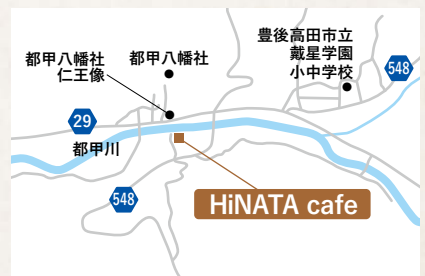 豊後高田市立
戴星学園
小中学校
都甲八幡社
仁王像
都甲八幡社
548
29
都甲川
548
HiNATA cafe